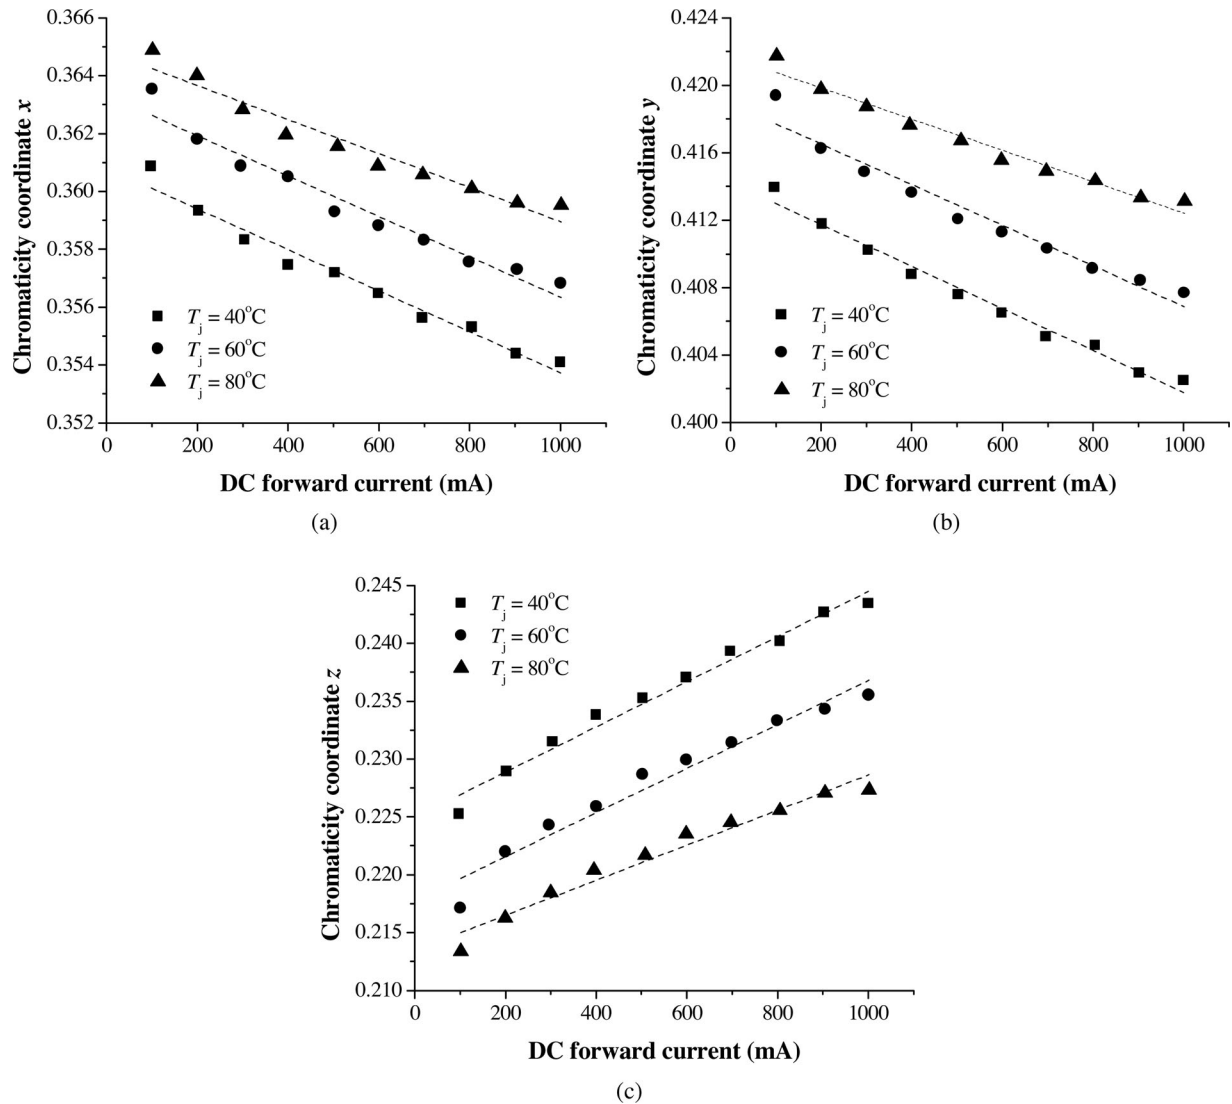 0.366
0.364
0.362
0.360
0.358
0.356
0.354
0.352
Chromaticity coordinate x
T_j = 40°C
T_j = 60°C
T_j = 80°C
0 200 400 600 800 1000
DC forward current (mA)
(a)
0.424
0.420
0.416
0.412
0.408
0.404
0.400
Chromaticity coordinate y
T_j = 40°C
T_j = 60°C
T_j = 80°C
0 200 400 600 800 1000
DC forward current (mA)
(b)
0.245
0.240
0.235
0.230
0.225
0.220
0.215
0.210
Chromaticity coordinate z
T_j = 40°C
T_j = 60°C
T_j = 80°C
0 200 400 600 800 1000
DC forward current (mA)
(c)